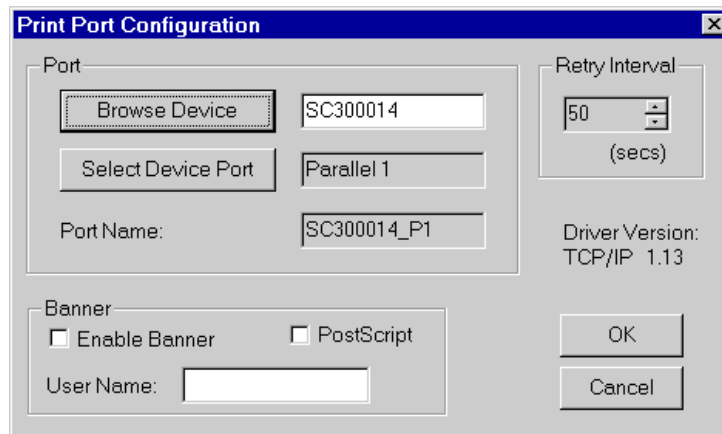 Print Port Configuration
Port
Browse Device
SC300014
Select Device Port
Parallel 1
Port Name:
SC300014_P1
Retry Interval
50
(secs)
Driver Version:
TCP/IP 1.13
Banner
Enable Banner
PostScript
User Name:
OK
Cancel